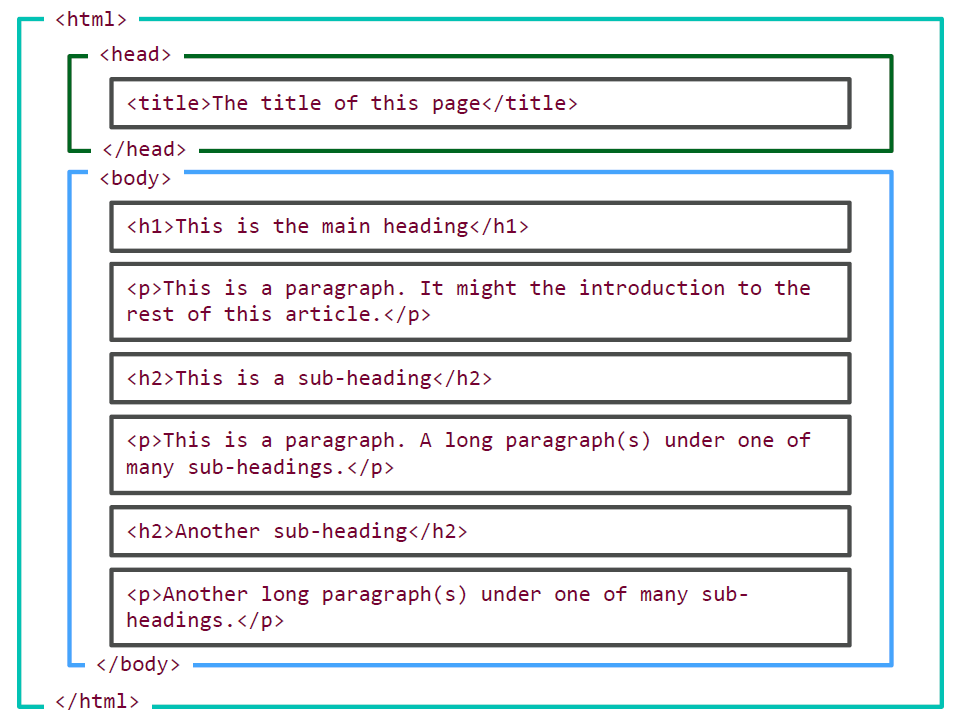 <html>
<head>
<title>The title of this page</title>
</head>
<body>
<h1>This is the main heading</h1>
<p>This is a paragraph. It might the introduction to the
rest of this article.</p>
<h2>This is a sub-heading</h2>
<p>This is a paragraph. A long paragraph(s) under one of
many sub-headings.</p>
<h2>Another sub-heading</h2>
<p>Another long paragraph(s) under one of many sub-
headings.</p>
</body>
</html>